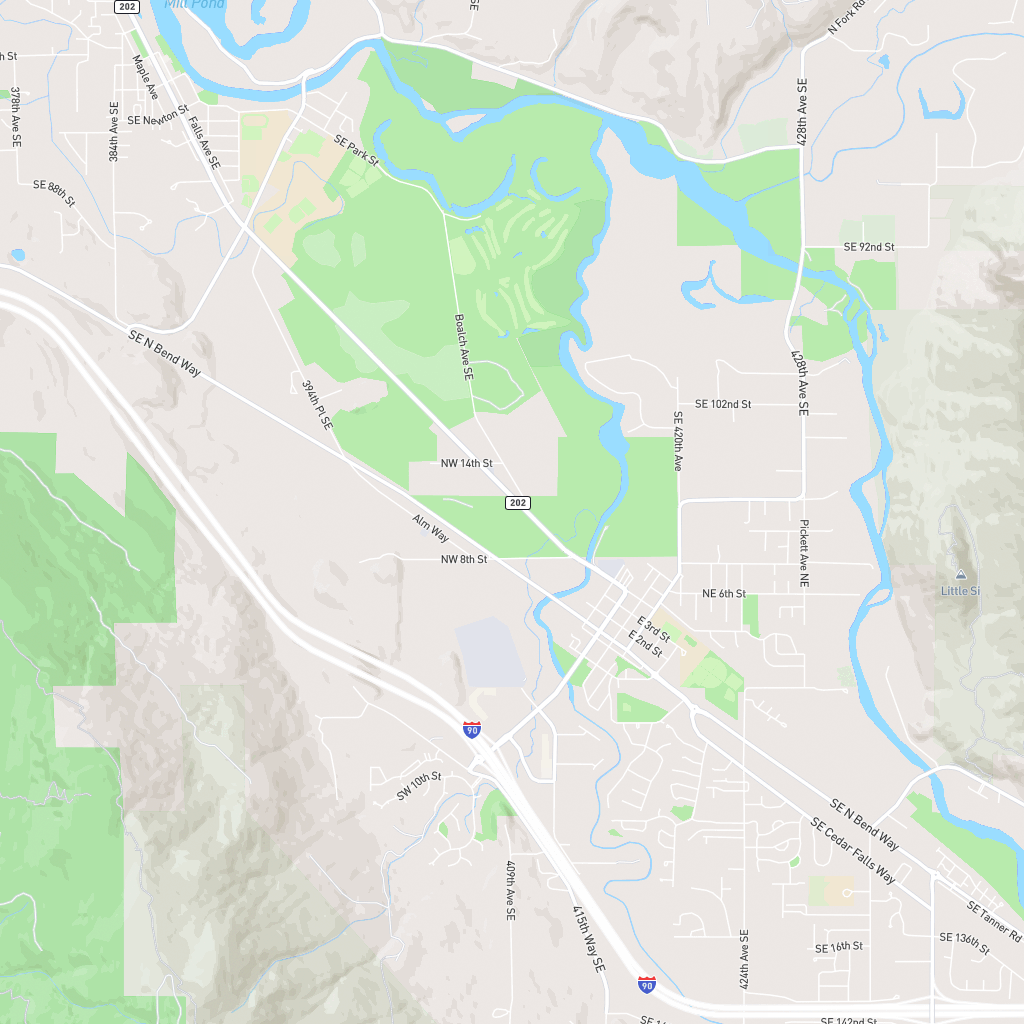 202
Mill Pond
SE
N Fork Rd
h St
Maple Ave
378th Ave SE
384th Ave SE
SE Newton St
Falls Ave SE
428th Ave SE
SE Park St
SE 88th St
SE 92nd St
SE N Bend Way
Boalch Ave SE
428th Ave SE
394th Pl SE
SE 102nd St
SE 420th Ave
NW 14th St
202
Alm Way
Pickett Ave NE
NW 8th St
Little Si
NE 6th St
E 3rd St
E 2nd St
90
SW 10th St
SE N Bend Way
SE Cedar Falls Way
409th Ave SE
415th Way SE
SE Tanner Rd
424th Ave SE
SE 16th St
SE 136th St
90
SE 142nd St